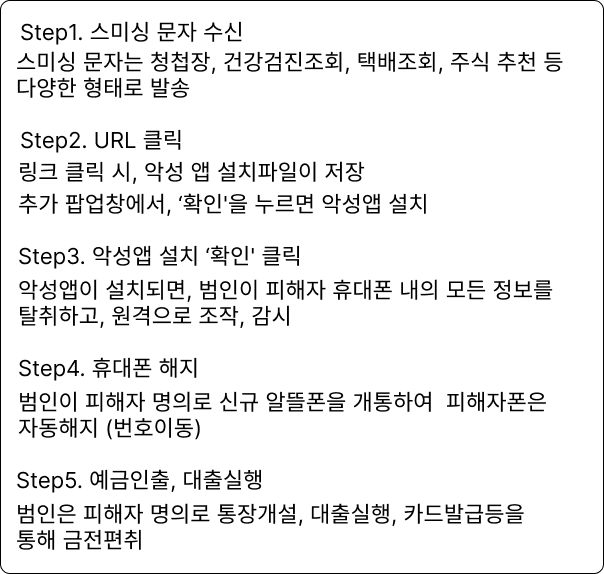 Step1. 스미싱 문자 수신
스미싱 문자는 청첩장, 건강검진조회, 택배조회, 주식 추천 등
다양한 형태로 발송
Step2. URL 클릭
링크 클릭 시, 악성 앱 설치파일이 저장
추가 팝업창에서, ‘확인'을 누르면 악성앱 설치
Step3. 악성앱 설치 ‘확인' 클릭
악성앱이 설치되면, 범인이 피해자 휴대폰 내의 모든 정보를
탈취하고, 원격으로 조작, 감시
Step4. 휴대폰 해지
범인이 피해자 명의로 신규 알뜰폰을 개통하여  피해자폰은
자동해지 (번호이동)
Step5. 예금인출, 대출실행
범인은 피해자 명의로 통장개설, 대출실행, 카드발급등을
통해 금전편취